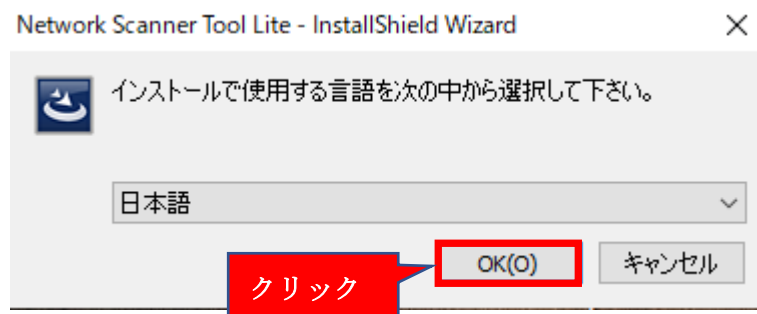 Network Scanner Tool Lite - InstallShield Wizard
インストールで使用する言語を次の中から選択して下さい。
日本語
OK(O)
キャンセル
クリック